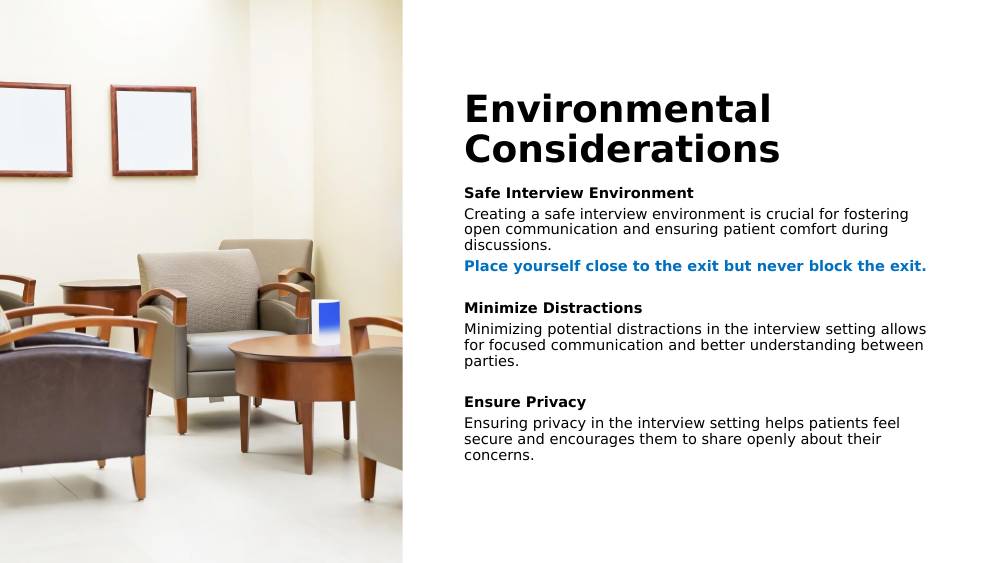 Environmental
Considerations
Safe Interview Environment
Creating a safe interview environment is crucial for fostering
open communication and ensuring patient comfort during
discussions.
Place yourself close to the exit but never block the exit.
Minimize Distractions
Minimizing potential distractions in the interview setting allows
for focused communication and better understanding between
parties.
Ensure Privacy
Ensuring privacy in the interview setting helps patients feel
secure and encourages them to share openly about their
concerns.